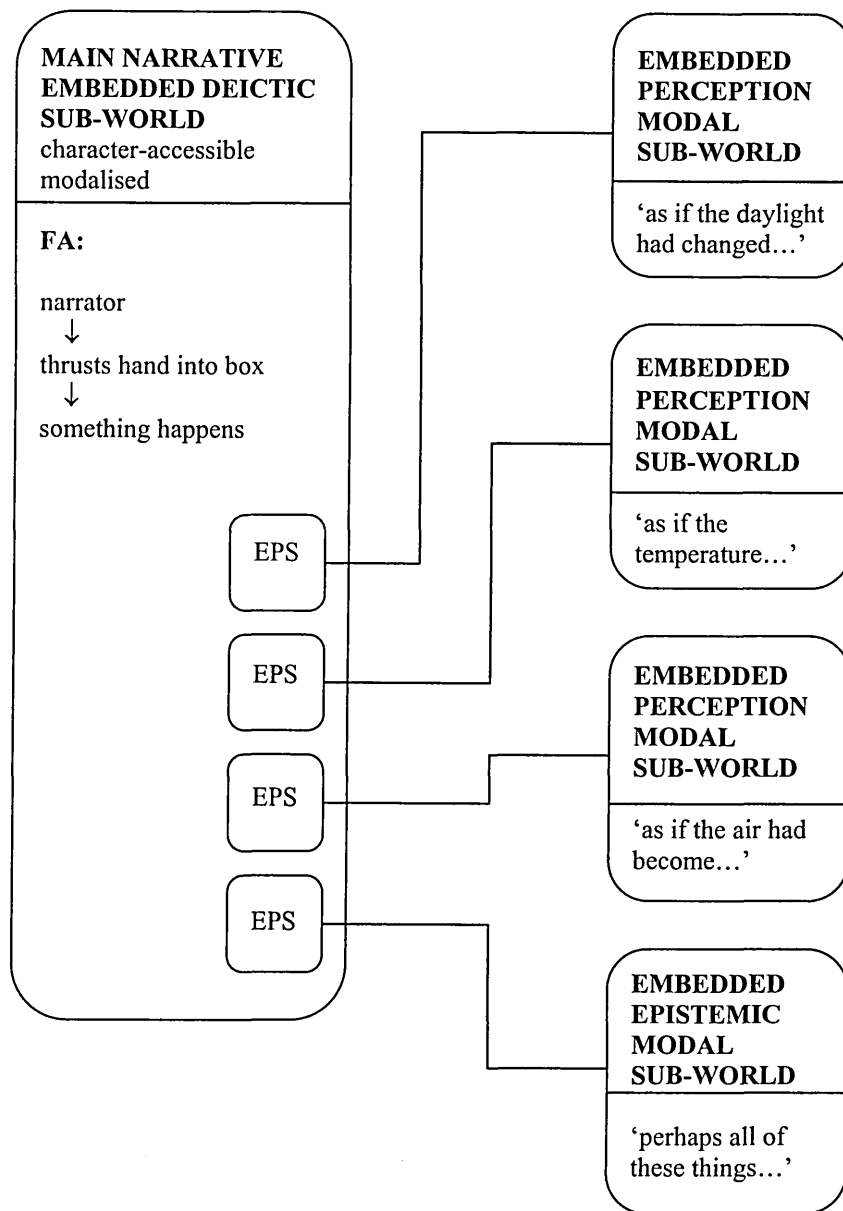 MAIN NARRATIVE
EMBEDDED DEICTIC
SUB-WORLD
character-accessible
modalised
FA:
narrator
↓
thrusts hand into box
↓
something happens
EPS
EPS
EPS
EPS
EMBEDDED
PERCEPTION
MODAL
SUB-WORLD
‘as if the daylight
had changed...’
EMBEDDED
PERCEPTION
MODAL
SUB-WORLD
‘as if the
temperature...’
EMBEDDED
PERCEPTION
MODAL
SUB-WORLD
‘as if the air had
become...’
EMBEDDED
EPISTEMIC
MODAL
SUB-WORLD
‘perhaps all of
these things...’